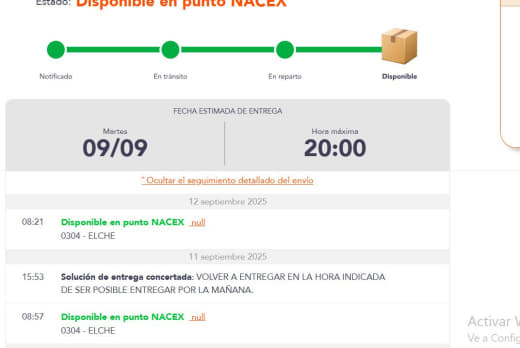 Estado: Disponible en punto NACEX
Notificado
En tránsito
En reparto
Disponible
FECHA ESTIMADA DE ENTREGA
Martes
09/09
Hora máxima
20:00
^ Ocultar el seguimiento detallado del envío
12 septiembre 2025
08:21 Disponible en punto NACEX null
0304 - ELCHE
11 septiembre 2025
15:53 Solución de entrega concertada: VOLVER A ENTREGAR EN LA HORA INDICADA
DE SER POSIBLE ENTREGAR POR LA MAÑANA.
08:57 Disponible en punto NACEX null
0304 - ELCHE
Activar
Ve a Config